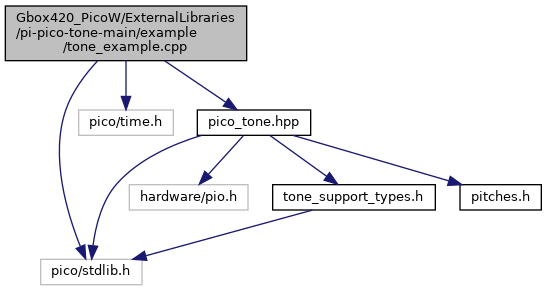 Gbox420_PicoW/ExternalLibraries
/pi-pico-tone-main/example
/tone_example.cpp
pico/time.h
pico_tone.hpp
hardware/pio.h
tone_support_types.h
pitches.h
pico/stdlib.h